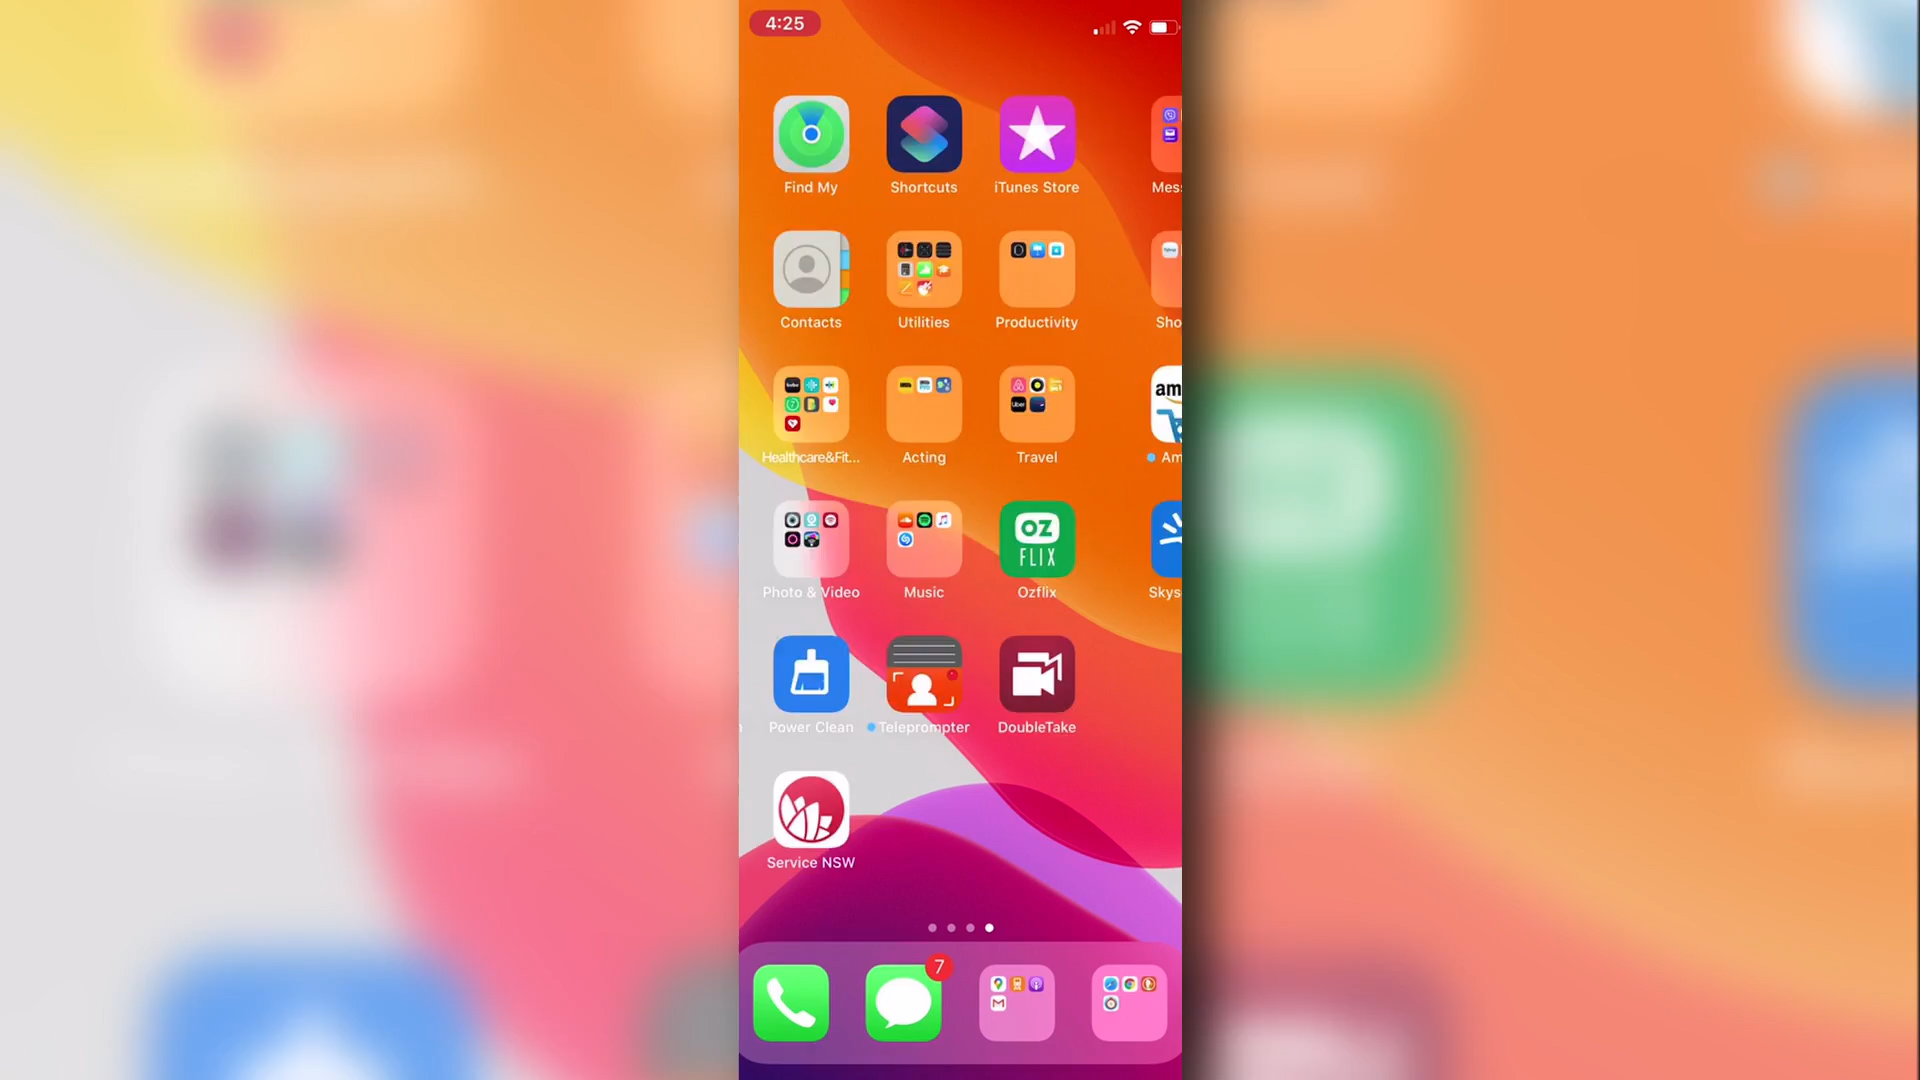 4:25
Find My
Shortcuts
iTunes Store
Mes
Contacts
Utilities
Productivity
Sho
Uber
am
Healthcare&Fit...
Acting
Travel
Am
OZ
FLIX
Photo & Video
Music
Ozflix
Skys
Power Clean
Teleprompter
DoubleTake
Service NSW
7